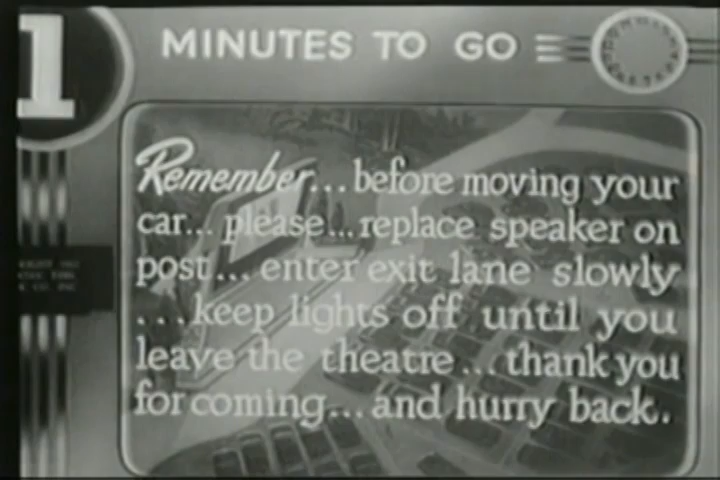 1 MINUTES TO GO
Remember... before moving your
car... please... replace speaker on
post... enter exit lane slowly
...keep lights off until you
leave the theatre... thank you
for coming... and hurry back..